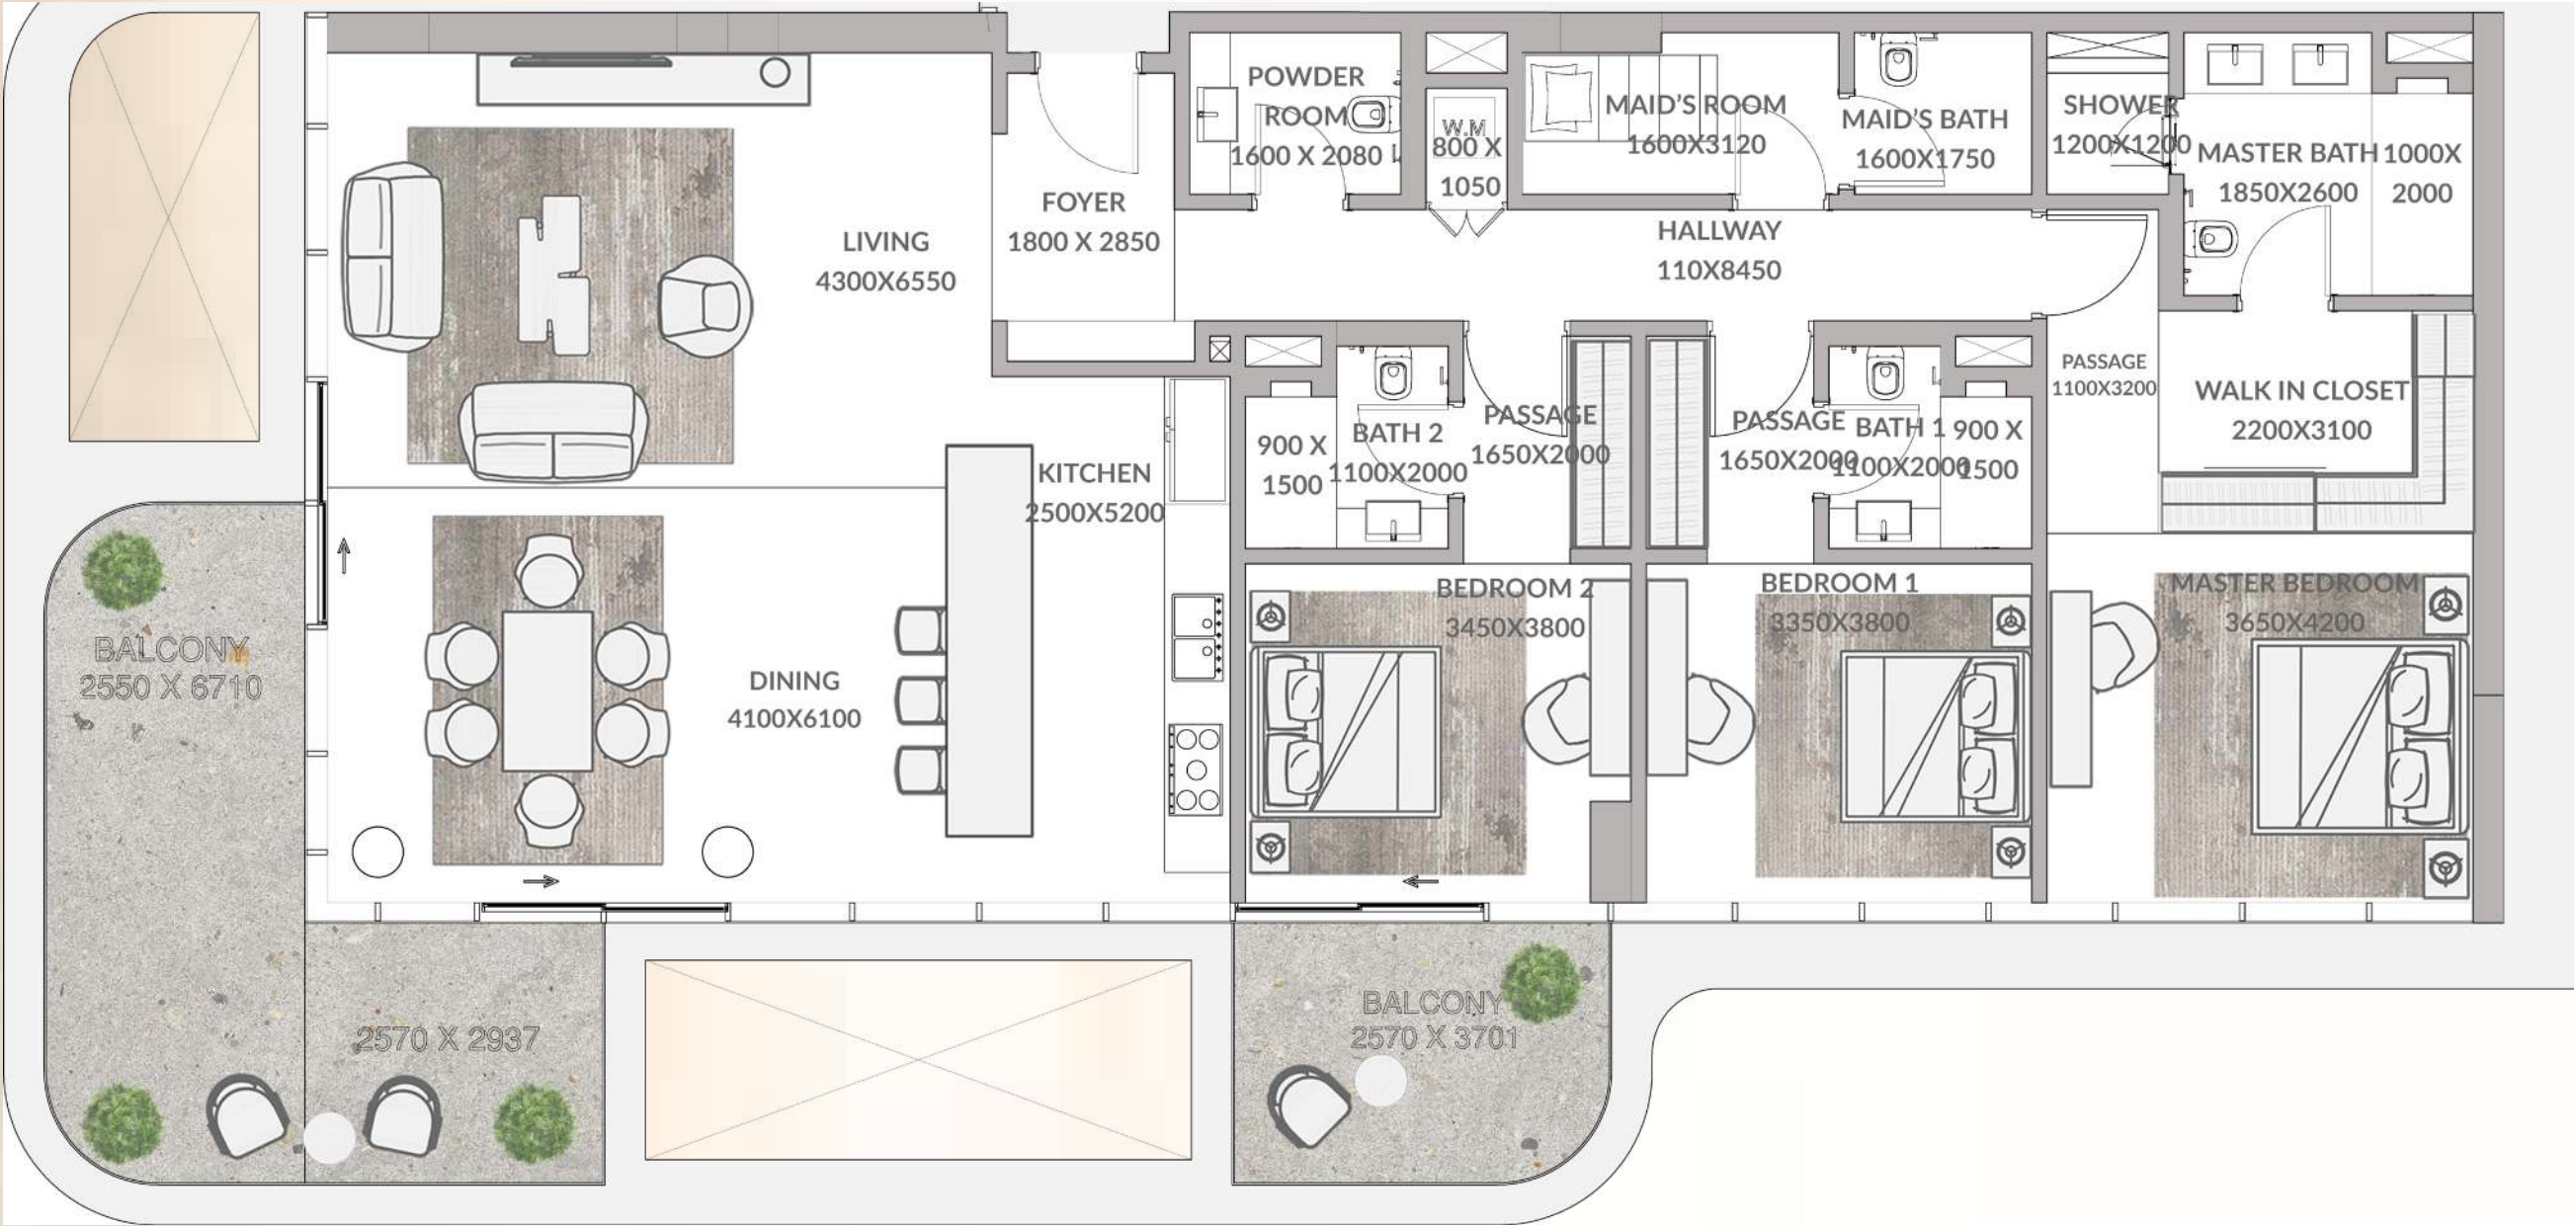 POWDER
ROOM
1600 X 2080
W.M
800 X
1050
MAID'S ROOM
1600X3120
MAID'S BATH
1600X1750
SHOWER
1200X1200
MASTER BATH
1850X2600
1000X
2000
FOYER
1800 X 2850
LIVING
4300X6550
HALLWAY
110X8450
PASSAGE
1100X3200
WALK IN CLOSET
2200X3100
KITCHEN
2500X5200
900 X
1500
BATH 2
1100X2000
PASSAGE
1650X2000
PASSAGE
1650X2000
BATH 1
1100X2000
900 X
1500
BEDROOM 2
3450X3800
BEDROOM 1
3350X3800
MASTER BEDROOM
3650X4200
BALCONY
2550 X 6710
DINING
4100X6100
2570 X 2937
BALCONY
2570 X 3701